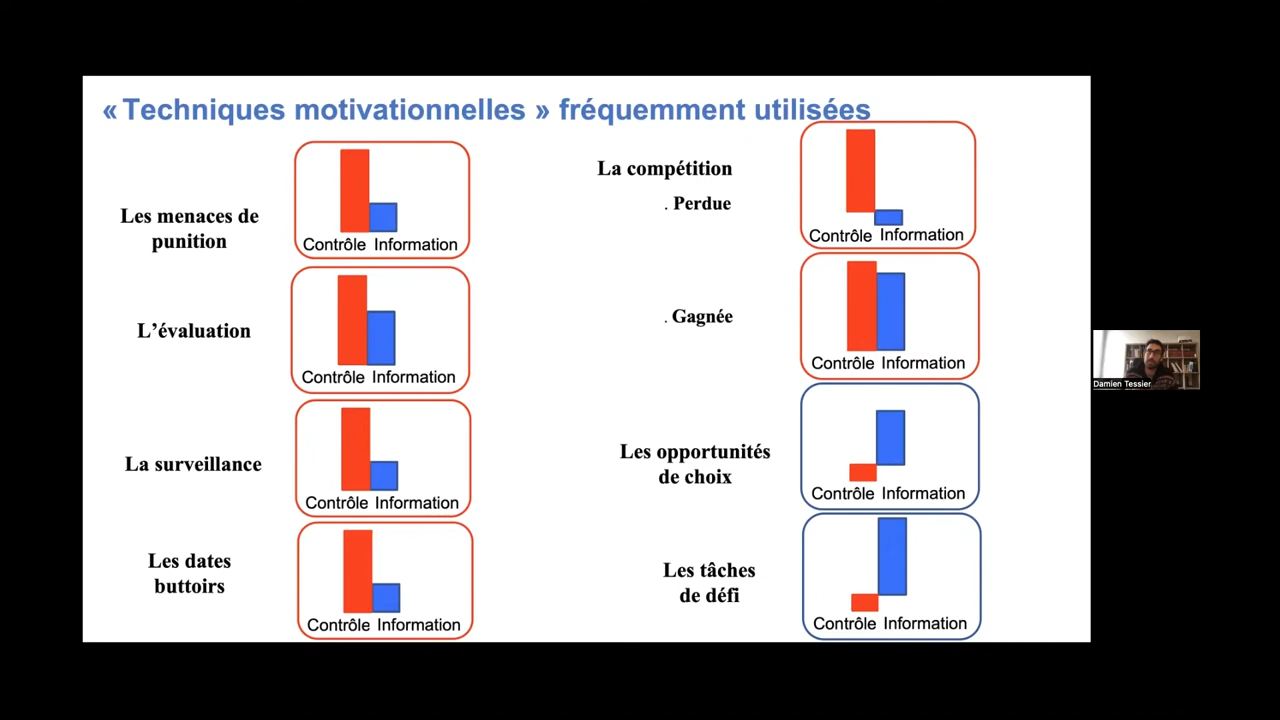 « Techniques motivationnelles » fréquemment utilisées
Les menaces de
punition
Contrôle Information
L’évaluation
Contrôle Information
La surveillance
Contrôle Information
Les dates
buttoirs
Contrôle Information
La compétition
. Perdue
Contrôle Information
. Gagnée
Contrôle Information
Les opportunités
de choix
Contrôle Information
Les tâches
de défi
Contrôle Information
Damien Tessier